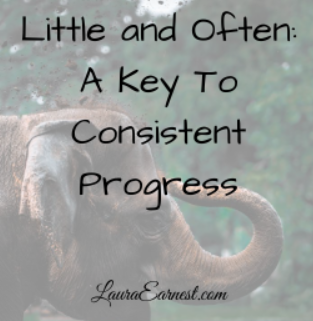 Little and Often:
A Key To
Consistent
Progress
LauraEarnest.com